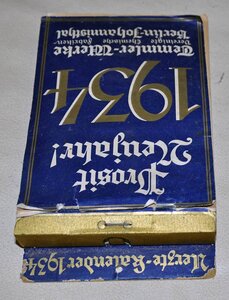 Prosit
Neujahr!
1934
Temmler-Werke
Vereinigte Chemische Fabriken
Berlin-Johannisthal
Aerzte-Kalender 1934